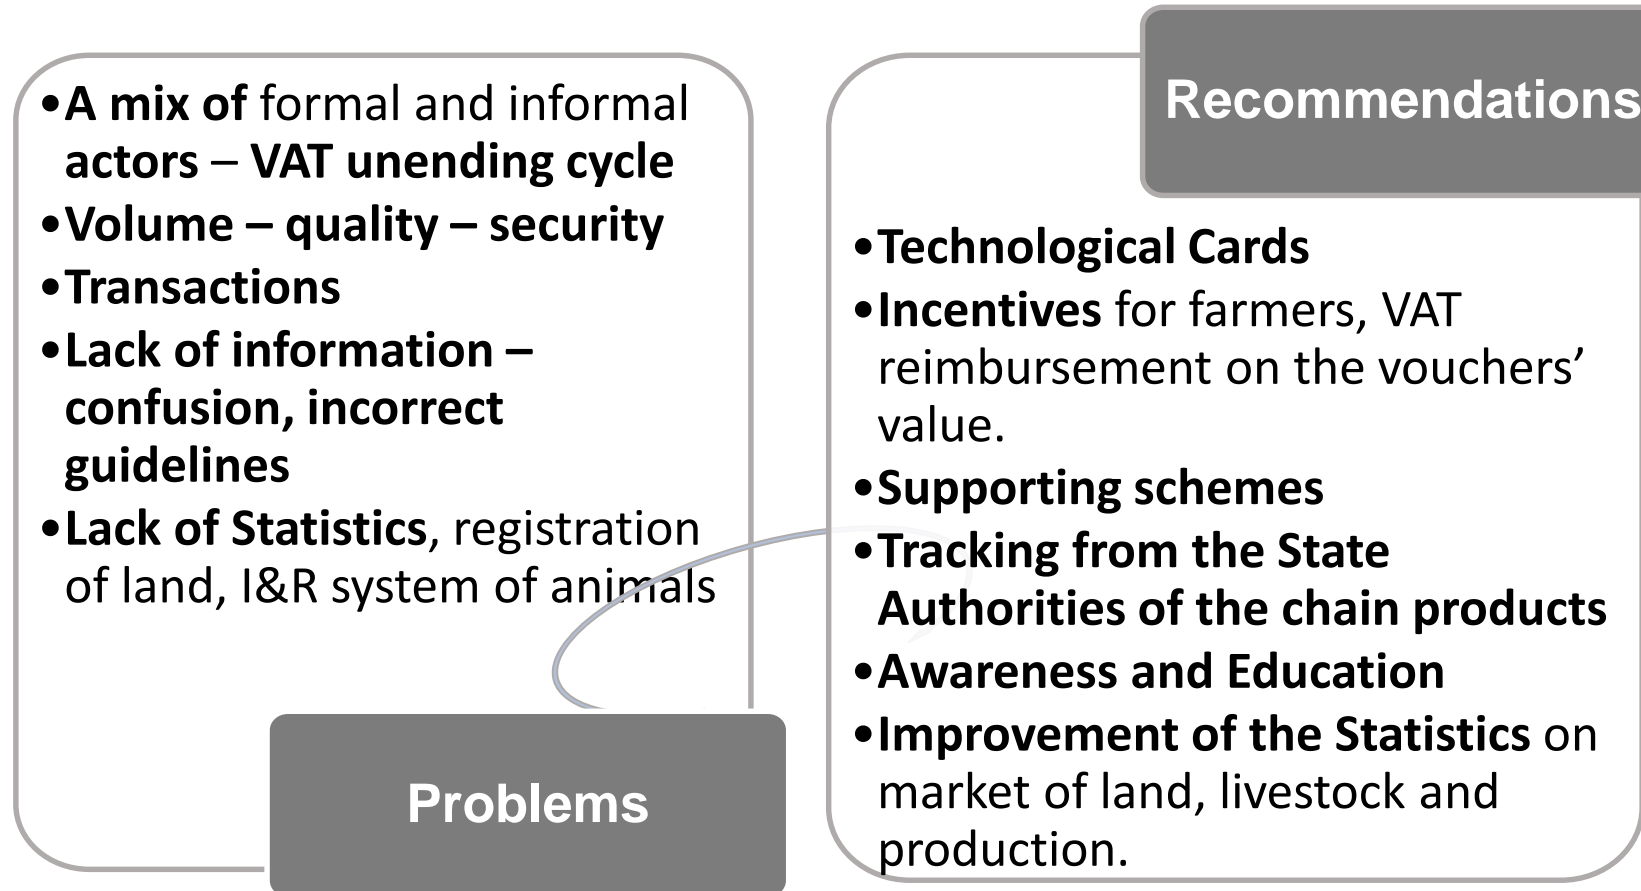 •A mix of formal and informal
actors – VAT unending cycle
•Volume – quality – security
•Transactions
•Lack of information –
confusion, incorrect
guidelines
•Lack of Statistics, registration
of land, I&R system of animals
Problems
Recommendations
•Technological Cards
•Incentives for farmers, VAT
reimbursement on the vouchers’
value.
•Supporting schemes
•Tracking from the State
Authorities of the chain products
•Awareness and Education
•Improvement of the Statistics on
market of land, livestock and
production.